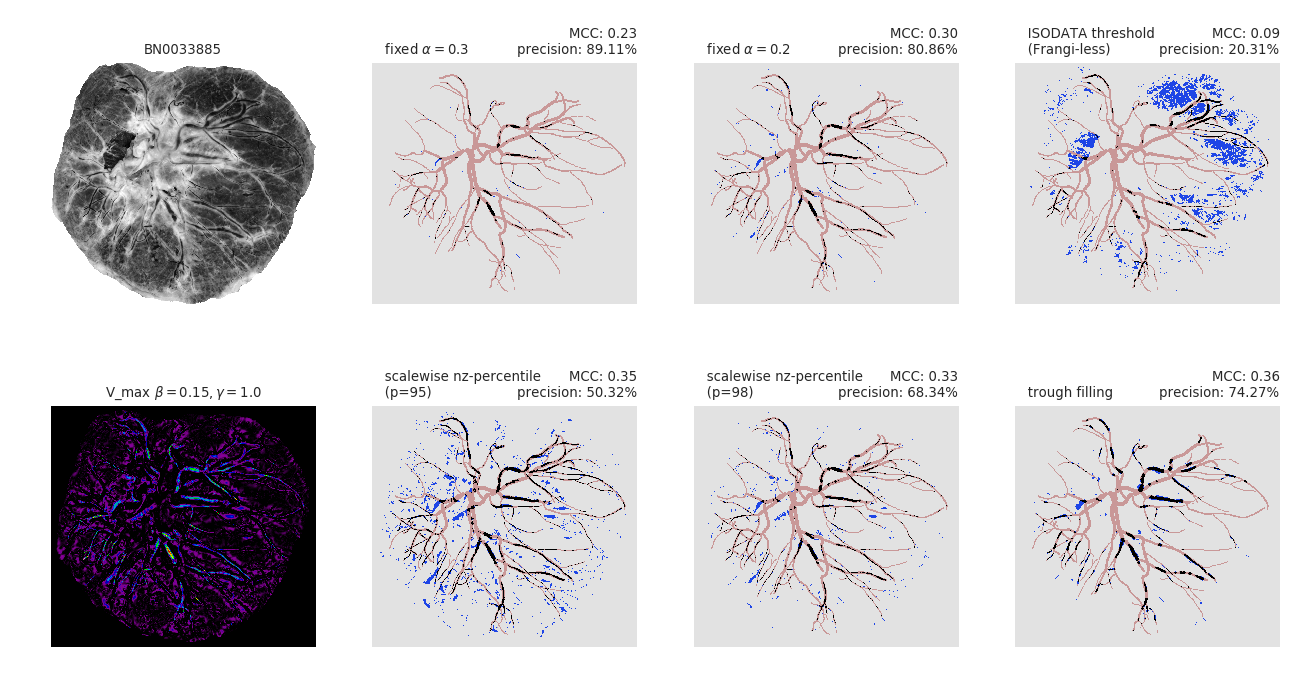 BN0033885
fixed α = 0.3
MCC: 0.23
precision: 89.11%
fixed α = 0.2
MCC: 0.30
precision: 80.86%
ISODATA threshold
(Frangi-less)
MCC: 0.09
precision: 20.31%
V_max β = 0.15, γ = 1.0
scalewise nz-percentile
(p=95)
MCC: 0.35
precision: 50.32%
scalewise nz-percentile
(p=98)
MCC: 0.33
precision: 68.34%
trough filling
MCC: 0.36
precision: 74.27%